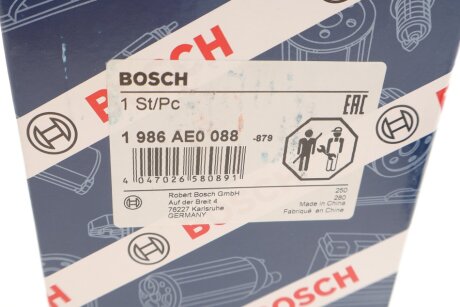 BOSCH
1 St/Pc
EAC
1 986 AE0 088 -879
4 047026 580891
Robert Bosch GmbH
Auf der Breit 4
76227 Karlsruhe
GERMANY
250
280
Made in China
Fabriqué en Chine
BOSCH
BOSCH